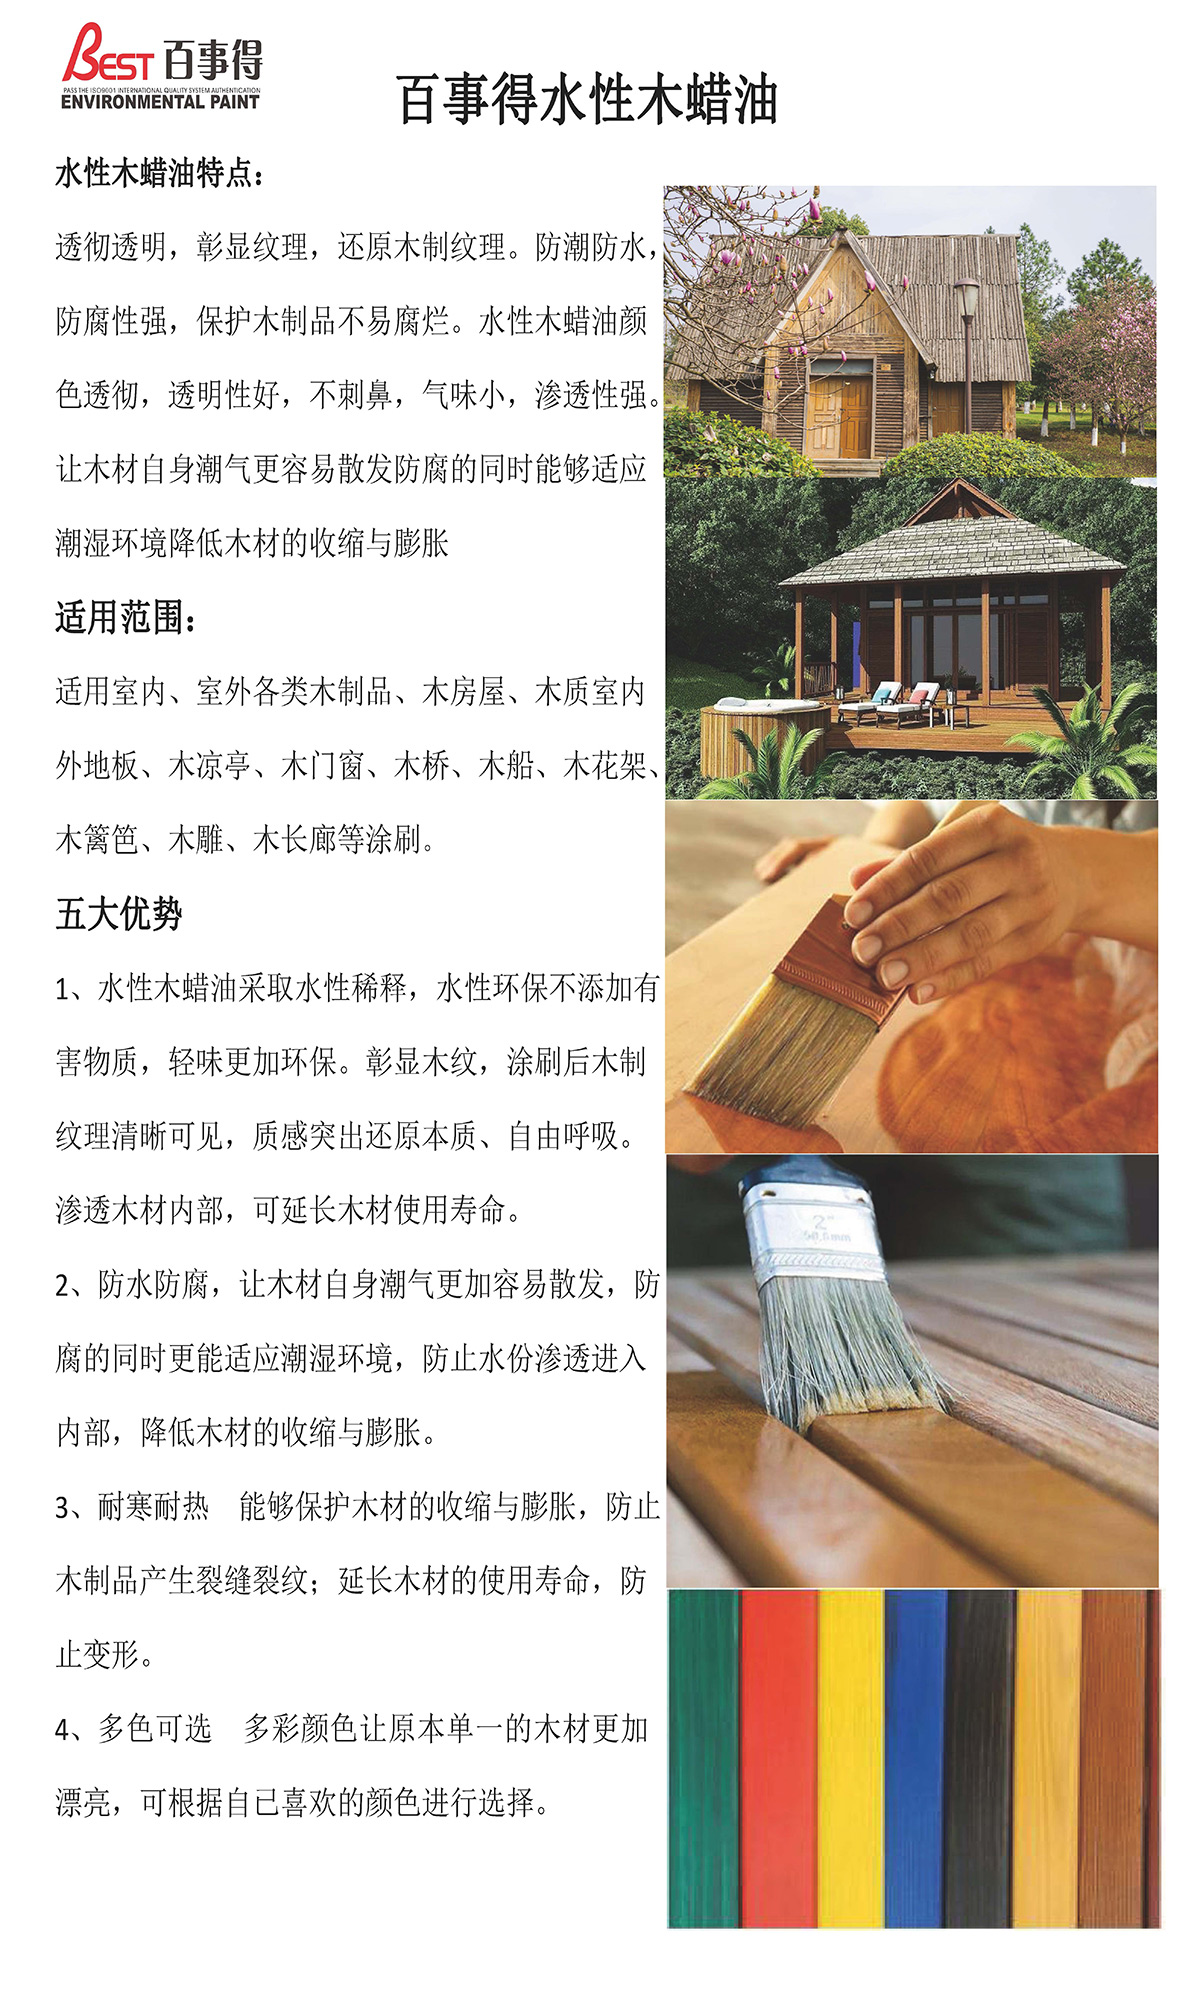 BEST 百事得
PASS THE ISO9001 INTERNATIONAL QUALITY SYSTEM AUTHENTICATION
ENVIRONMENTAL PAINT
百事得水性木蜡油
水性木蜡油特点：
透彻透明，彰显纹理，还原木制纹理。防潮防水，
防腐性强，保护木制品不易腐烂。水性木蜡油颜
色透彻，透明性好，不刺鼻，气味小，渗透性强。
让木材自身潮气更容易散发防腐的同时能够适应
潮湿环境降低木材的收缩与膨胀
适用范围：
适用室内、室外各类木制品、木房屋、木质室内
外地板、木凉亭、木门窗、木桥、木船、木花架、
木篱笆、木雕、木长廊等涂刷。
五大优势
1、水性木蜡油采取水性稀释，水性环保不添加有
害物质，轻味更加环保。彰显木纹，涂刷后木制
纹理清晰可见，质感突出还原本质、自由呼吸。
渗透木材内部，可延长木材使用寿命。
2、防水防腐，让木材自身潮气更加容易散发，防
腐的同时更能适应潮湿环境，防止水份渗透进入
内部，降低木材的收缩与膨胀。
3、耐寒耐热　能够保护木材的收缩与膨胀，防止
木制品产生裂缝裂纹；延长木材的使用寿命，防
止变形。
4、多色可选　多彩颜色让原本单一的木材更加
漂亮，可根据自已喜欢的颜色进行选择。
2"
50.8mm